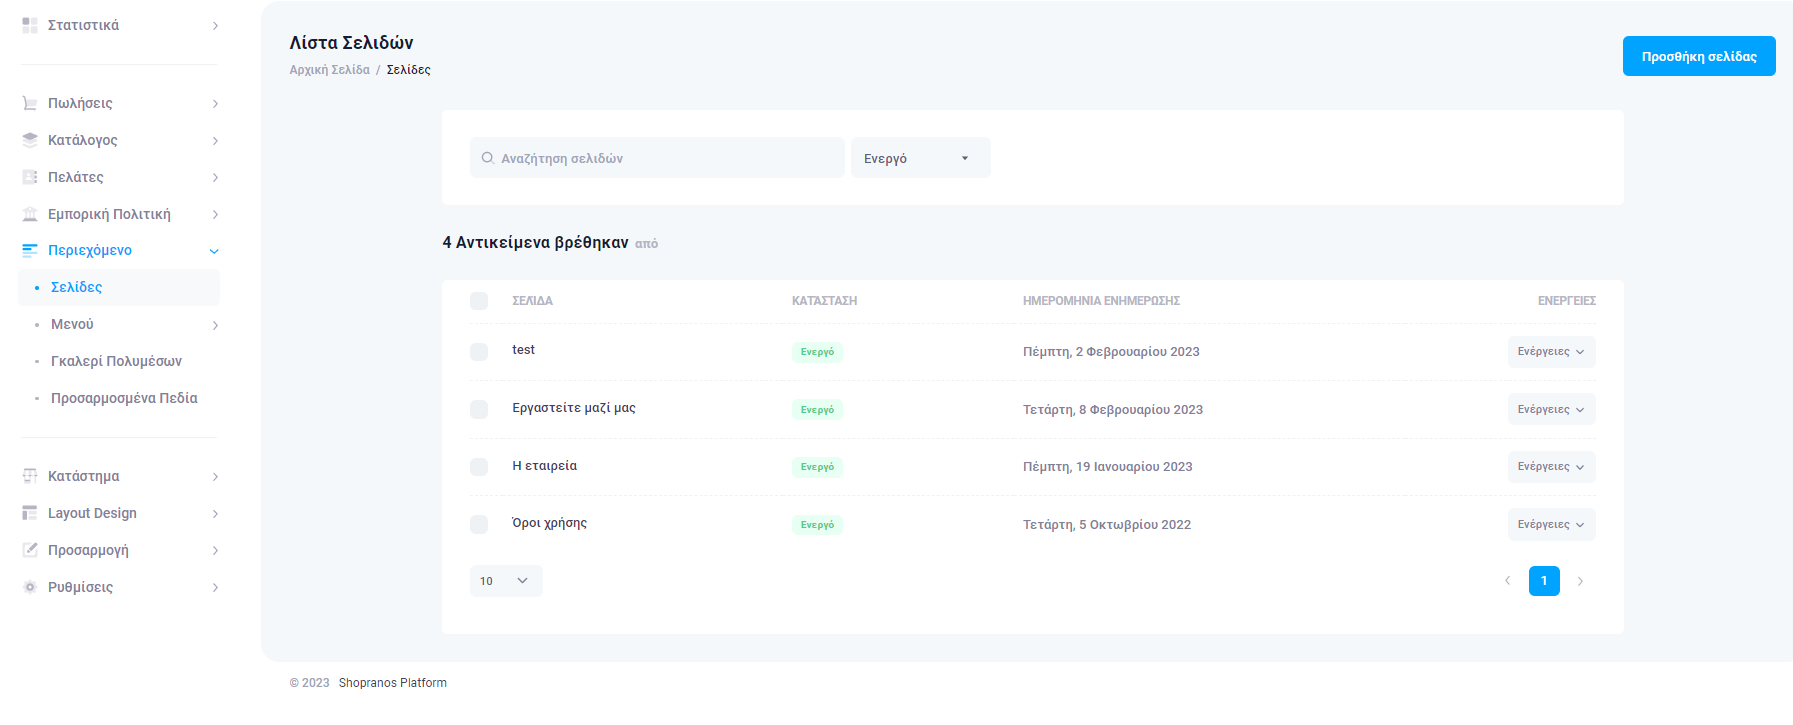 Στατιστικά
Πωλήσεις
Κατάλογος
Πελάτες
Εμπορική Πολιτική
Περιεχόμενο
Σελίδες
Μενού
Γκαλερί Πολυμέσων
Προσαρμοσμένα Πεδία
Κατάστημα
Layout Design
Προσαρμογή
Ρυθμίσεις
Λίστα Σελιδών
Αρχική Σελίδα / Σελίδες
Προσθήκη σελίδας
Αναζήτηση σελιδών Ενεργό
4 Αντικείμενα βρέθηκαν από
ΣΕΛΊΔΑ ΚΑΤΆΣΤΑΣΗ ΗΜΕΡΟΜΗΝΙΑ ΕΝΗΜΕΡΩΣΗΣ ΕΝΕΡΓΕΙΕΣ
test Ενεργό Πέμπτη, 2 Φεβρουαρίου 2023 Ενέργειες
Εργαστείτε μαζί μας Ενεργό Τετάρτη, 8 Φεβρουαρίου 2023 Ενέργειες
Η εταιρεία Ενεργό Πέμπτη, 19 Ιανουαρίου 2023 Ενέργειες
Όροι χρήσης Ενεργό Τετάρτη, 5 Οκτωβρίου 2022 Ενέργειες
10 1
© 2023 Shopranos Platform